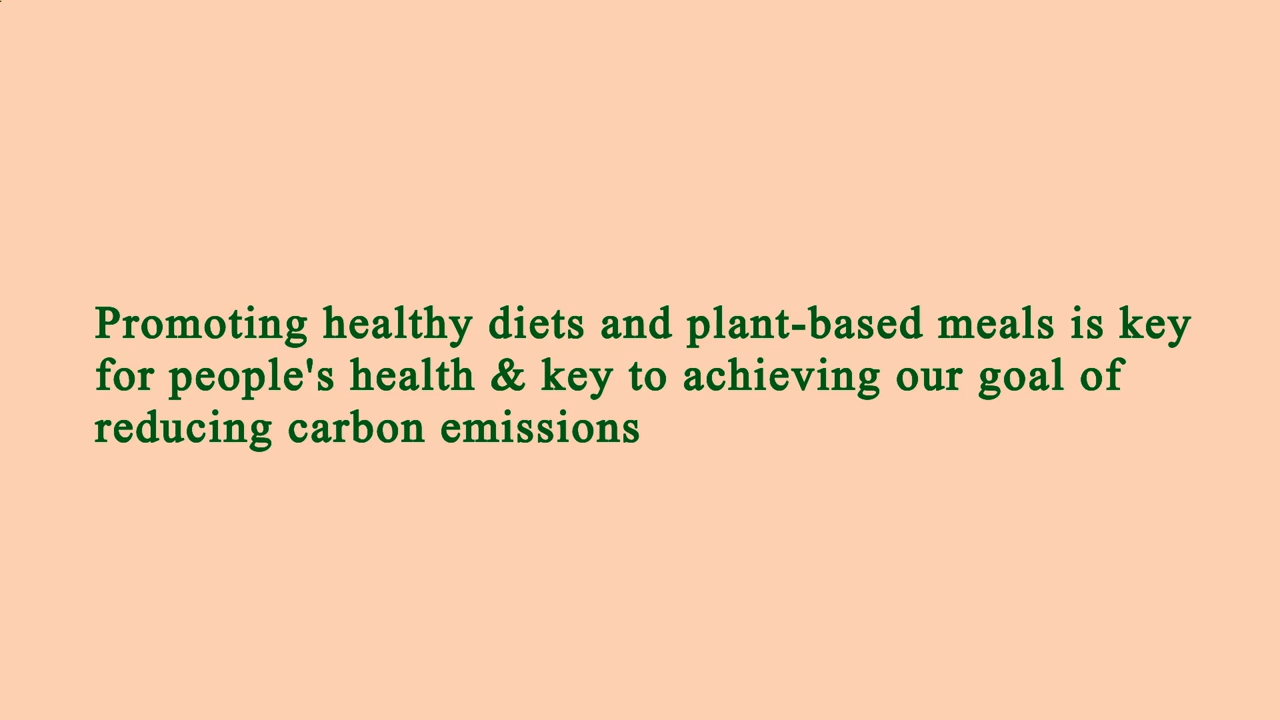 Promoting healthy diets and plant-based meals is key
for people's health & key to achieving our goal of
reducing carbon emissions